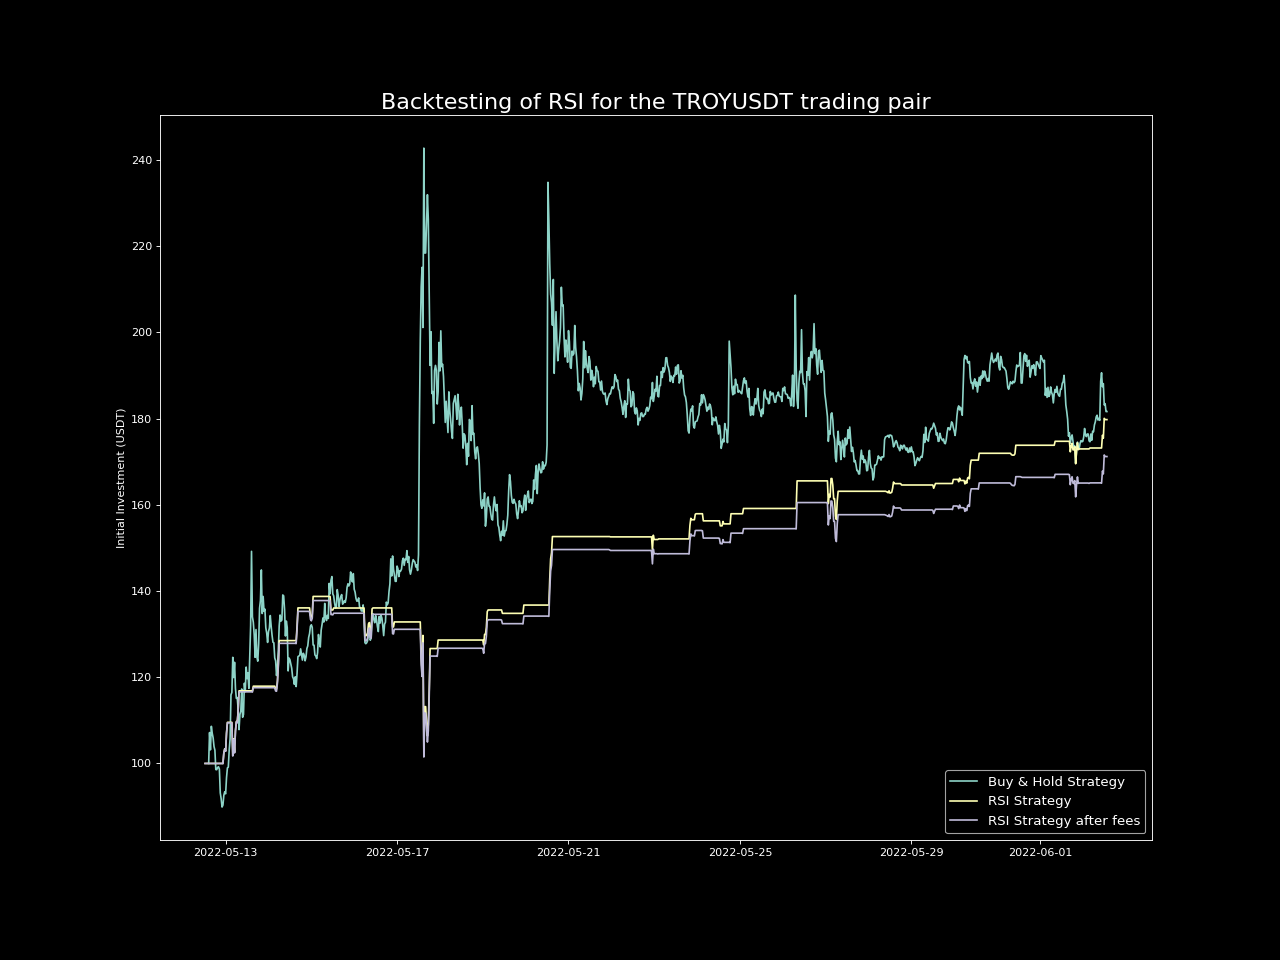 Backtesting of RSI for the TROYUSDT trading pair
240
220
200
180
160
140
120
100
Initial Investment (USDT)
2022-05-13
2022-05-17
2022-05-21
2022-05-25
2022-05-29
2022-06-01
Buy & Hold Strategy
RSI Strategy
RSI Strategy after fees